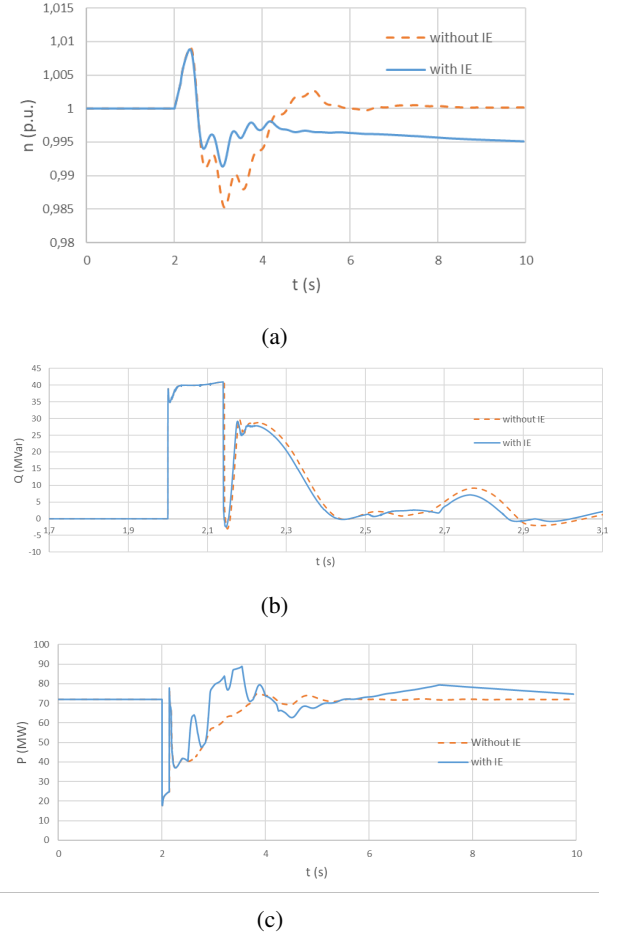 1,015
1,01
1,005
1
0,995
0,99
0,985
0,98
n (p.u.)
without IE
with IE
0 2 4 6 8 10
t (s)
(a)
45
40
35
30
25
20
15
10
5
0
-5
-10
Q (MVar)
without IE
with IE
1,7 1,9 2,1 2,3 2,5 2,7 2,9 3,1
t (s)
(b)
100
90
80
70
60
50
40
30
20
10
0
P (MW)
Without IE
with IE
0 2 4 6 8 10
t (s)
(c)